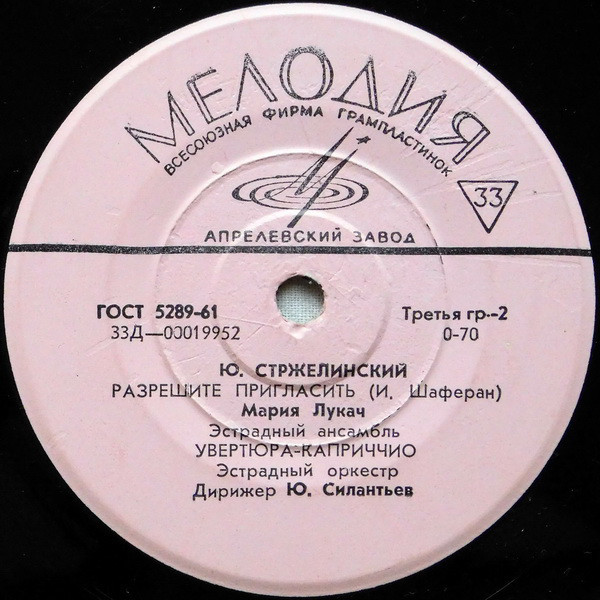 МЕЛОДИЯ
ВСЕСОЮЗНАЯ ФИРМА ГРАМПЛАСТИНОК
33
АПРЕЛЕВСКИЙ ЗАВОД
ГОСТ 5289-61
Третья гр.-2
33Д—00019952
0-70
Ю. СТРЖЕЛИНСКИЙ
РАЗРЕШИТЕ ПРИГЛАСИТЬ (И. Шаферан)
Мария Лукач
Эстрадный ансамбль
УВЕРТЮРА-КАПРИЧЧИО
Эстрадный оркестр
Дирижер Ю. Силантьев